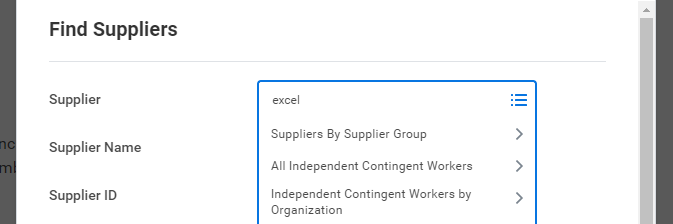 Find Suppliers
Supplier
excel
Suppliers By Supplier Group
Supplier Name
All Independent Contingent Workers
Supplier ID
Independent Contingent Workers by
Organization